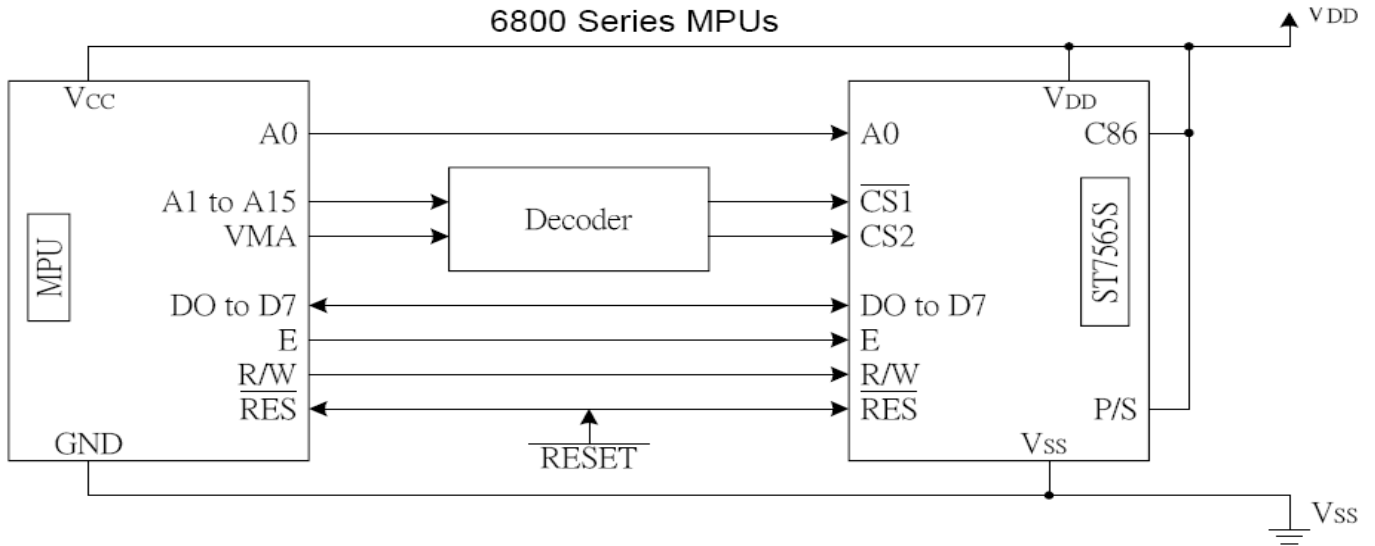 6800 Series MPUs
VDD
VCC
VDD
A0
A0
C86
A1 to A15
Decoder
CS1
VMA
CS2
MPU
ST7565S
DO to D7
DO to D7
E
E
R/W
R/W
RES
RES
P/S
GND
RESET
VSS
VSS